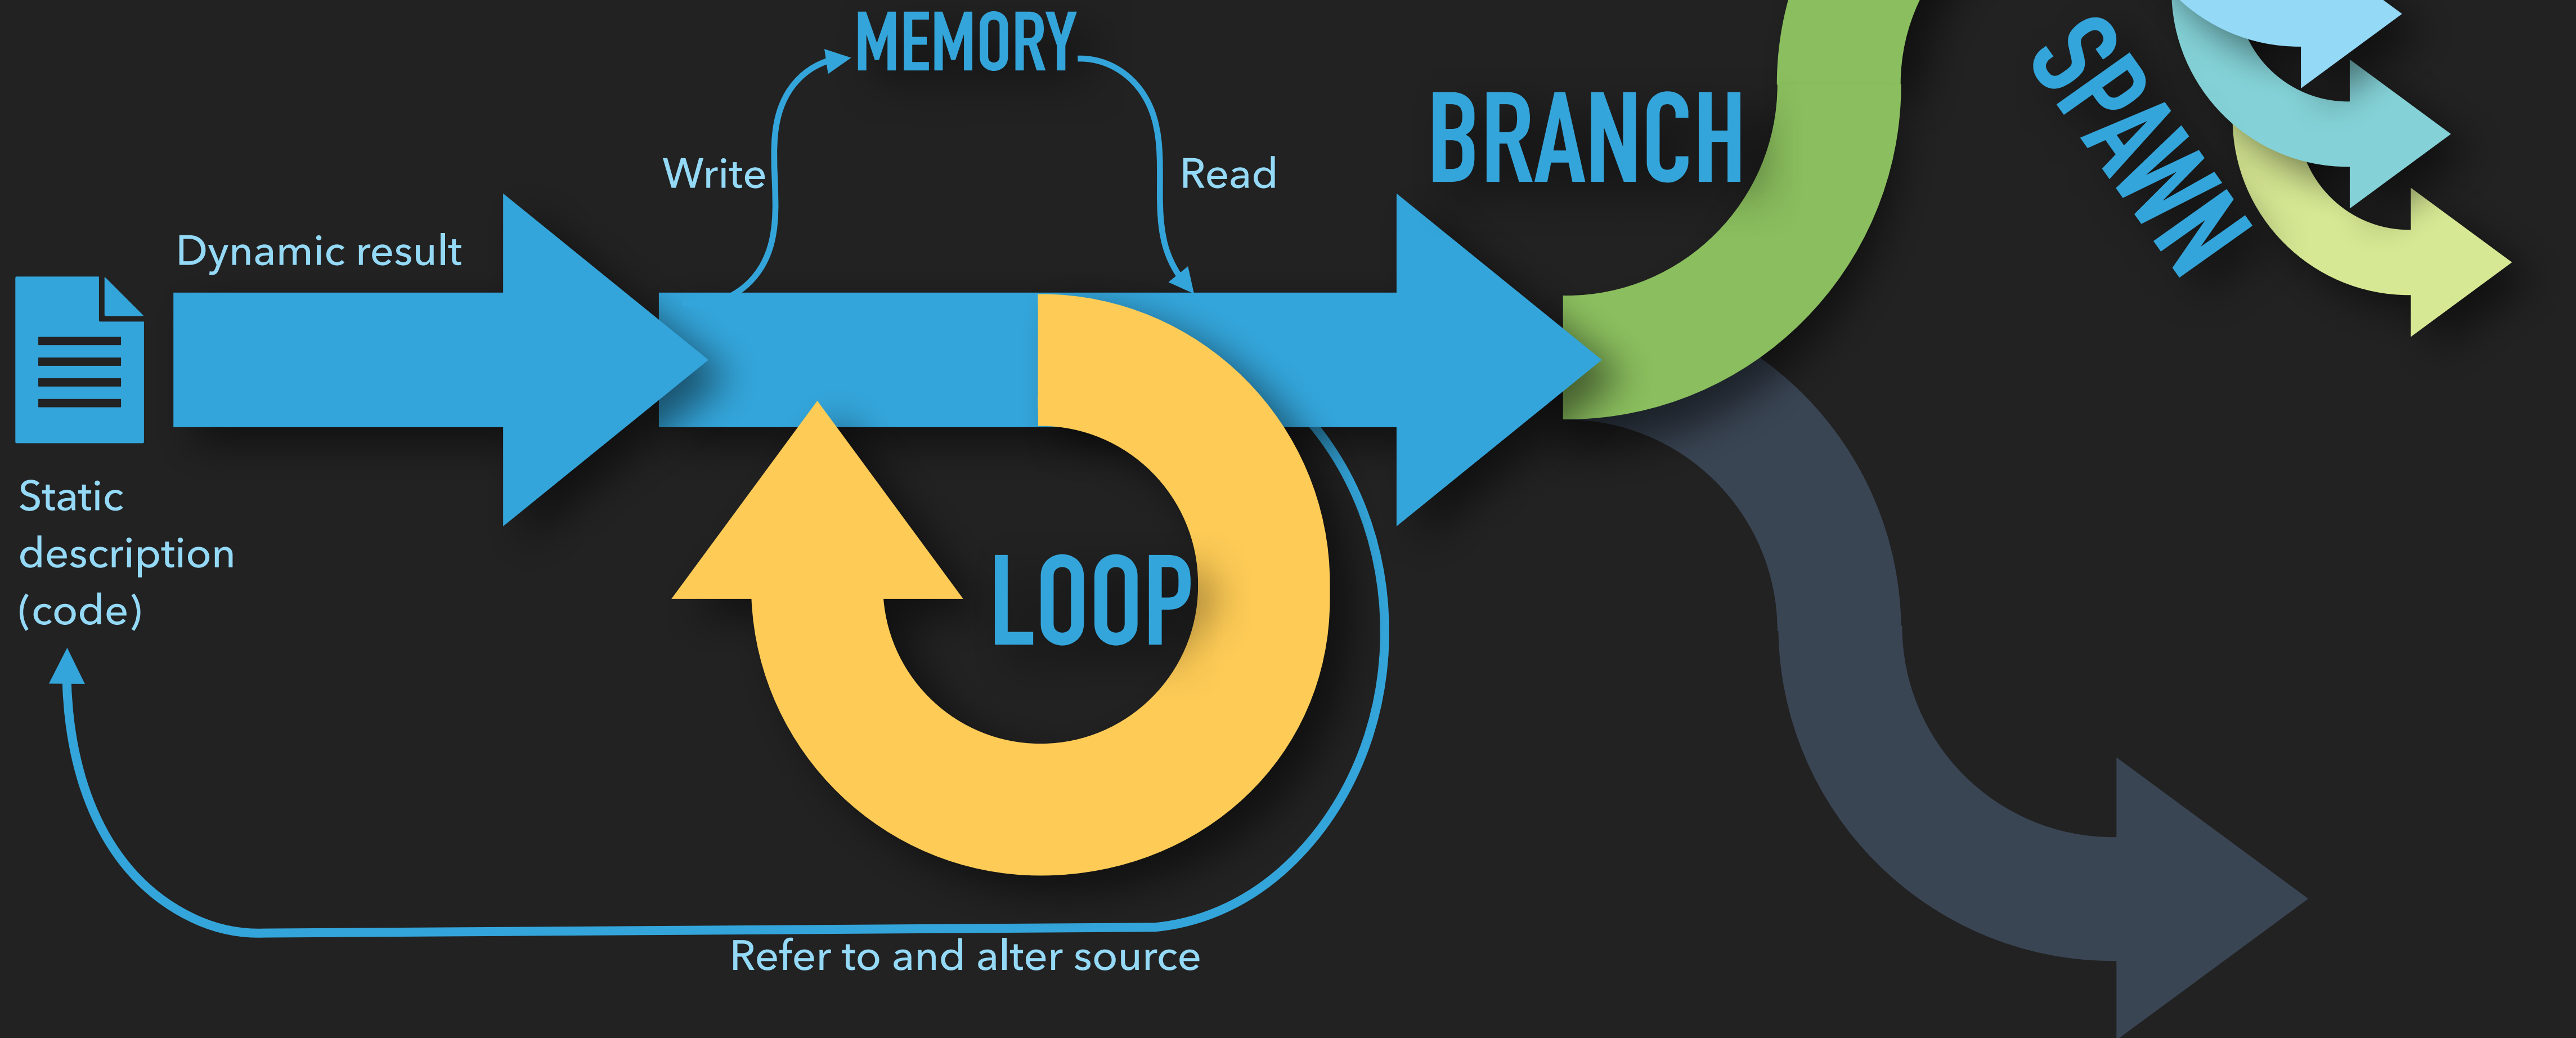 MEMORY
SPAWN
BRANCH
Write
Read
Dynamic result
Static
description
(code)
LOOP
Refer to and alter source